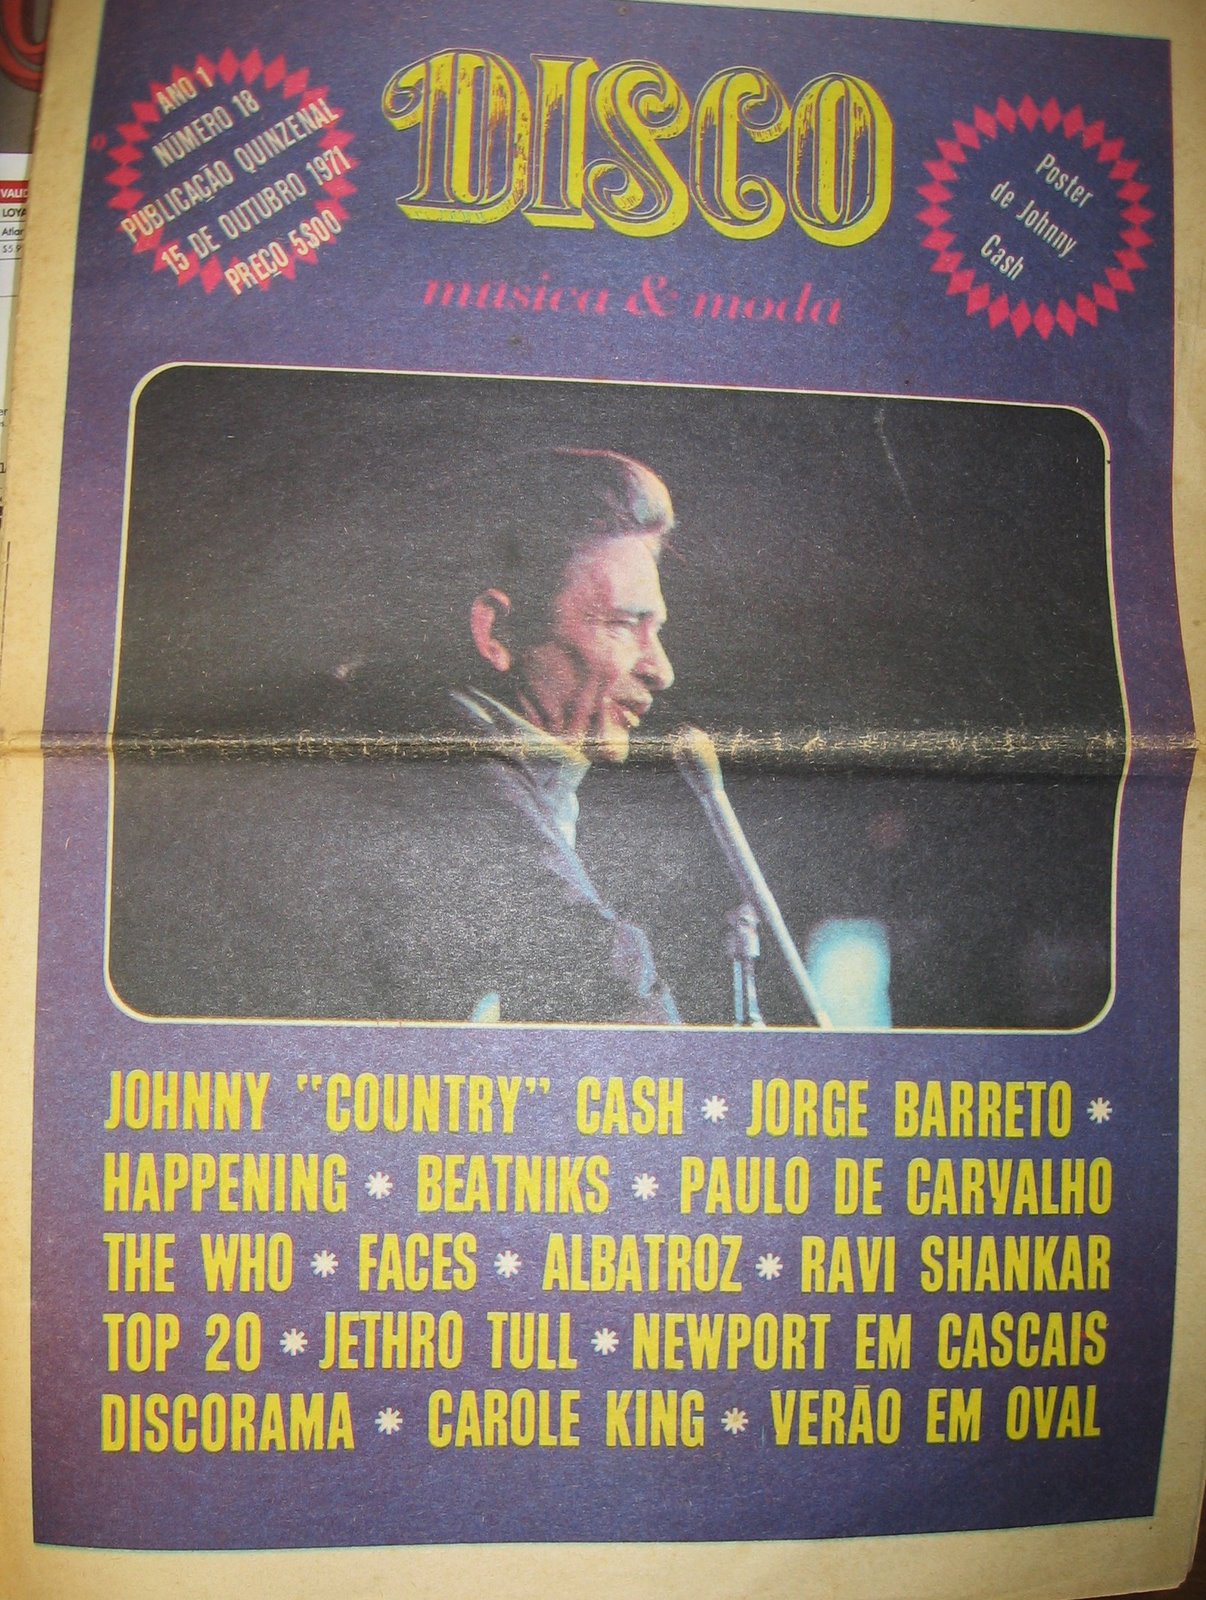 ANO 1
NÚMERO 18
PUBLICAÇÃO QUINZENAL
15 DE OUTUBRO 1971
PREÇO 5$00
DISCO
música & moda
Poster
de Johnny
Cash
JOHNNY "COUNTRY" CASH * JORGE BARRETO *
HAPPENING * BEATNIKS * PAULO DE CARVALHO
THE WHO * FACES * ALBATROZ * RAVI SHANKAR
TOP 20 * JETHRO TULL * NEWPORT EM CASCAIS
DISCORAMA * CAROLE KING * VERÃO EM OVAL